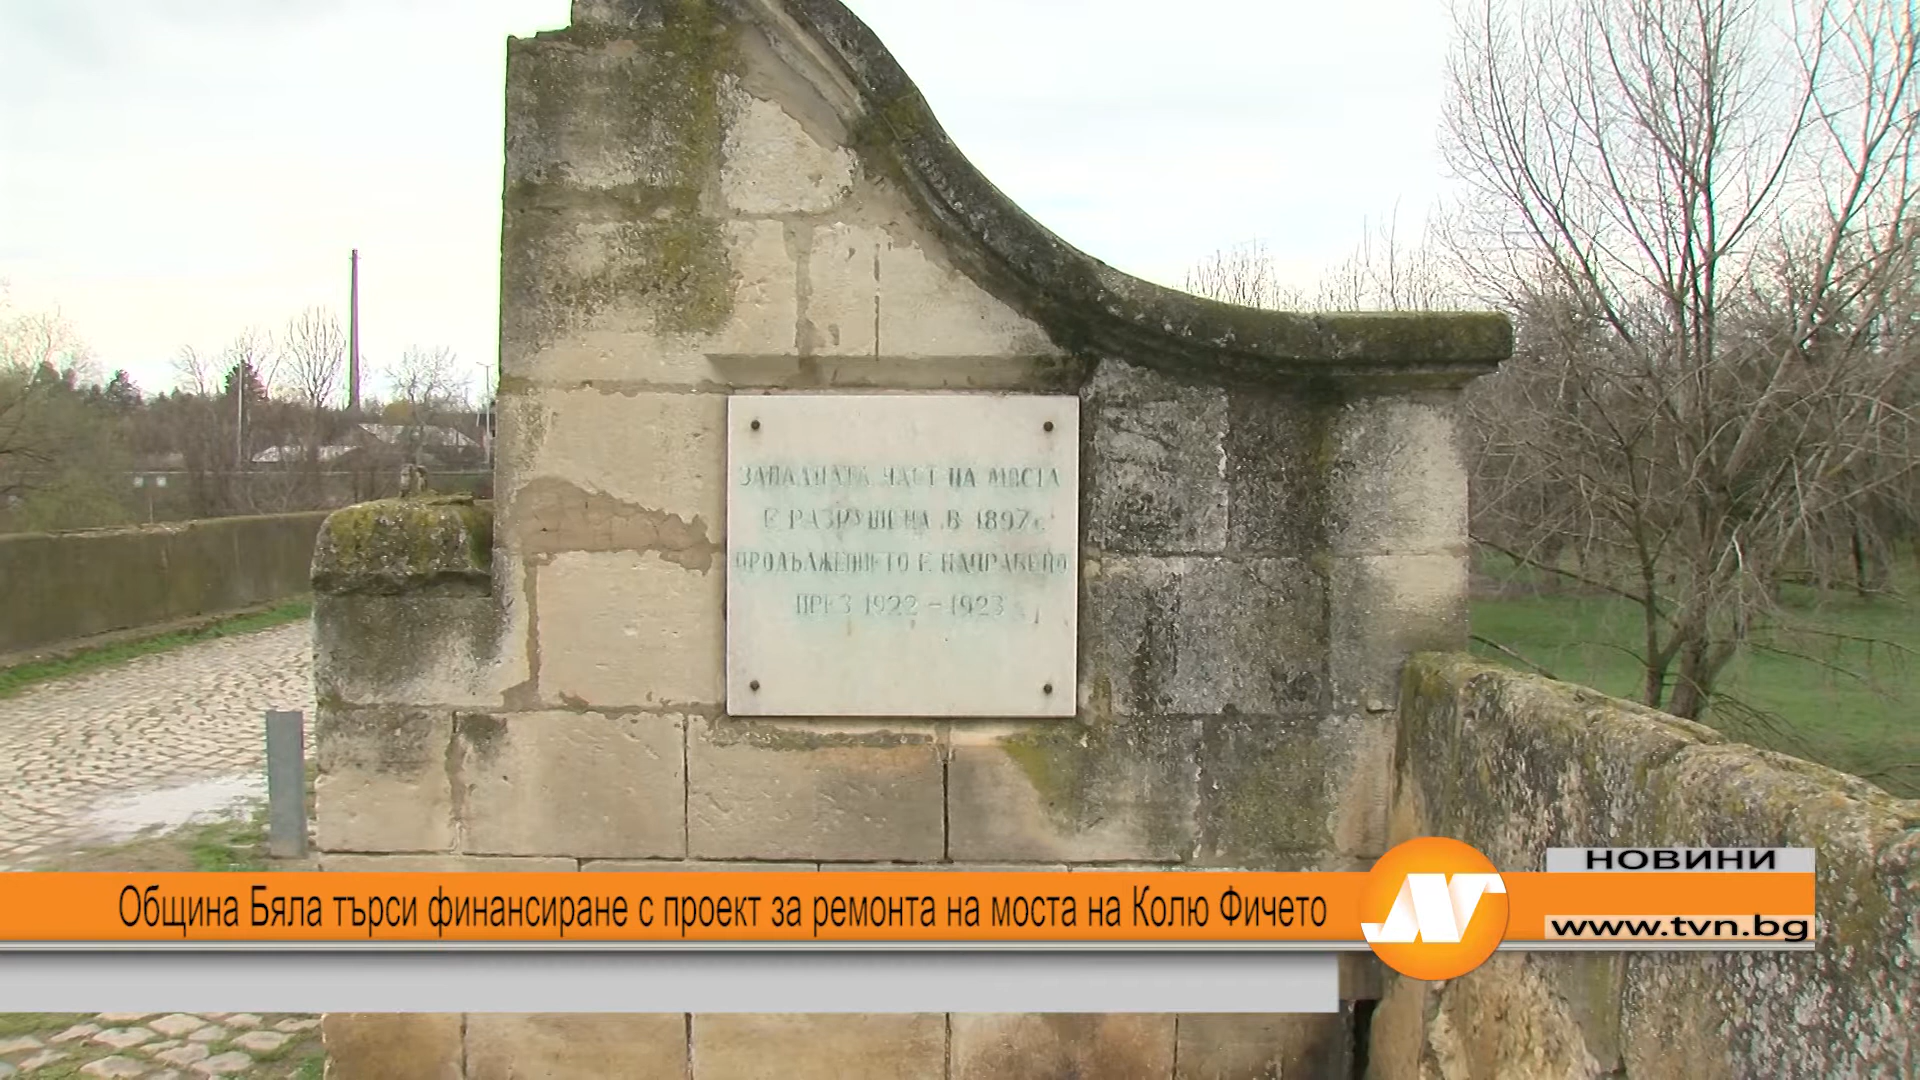 ЗАПАДНАТА ЧАСТ НА МОСТА
Е РАЗРУШЕНА В 1897 г.
ПРОДЪЛЖЕНИЕТО Е НАПРАВЕНО
ПРЕЗ 1922 – 1923
Община Бяла търси финансиране с проект за ремонта на моста на Колю Фичето
НОВИНИ
www.tvn.bg